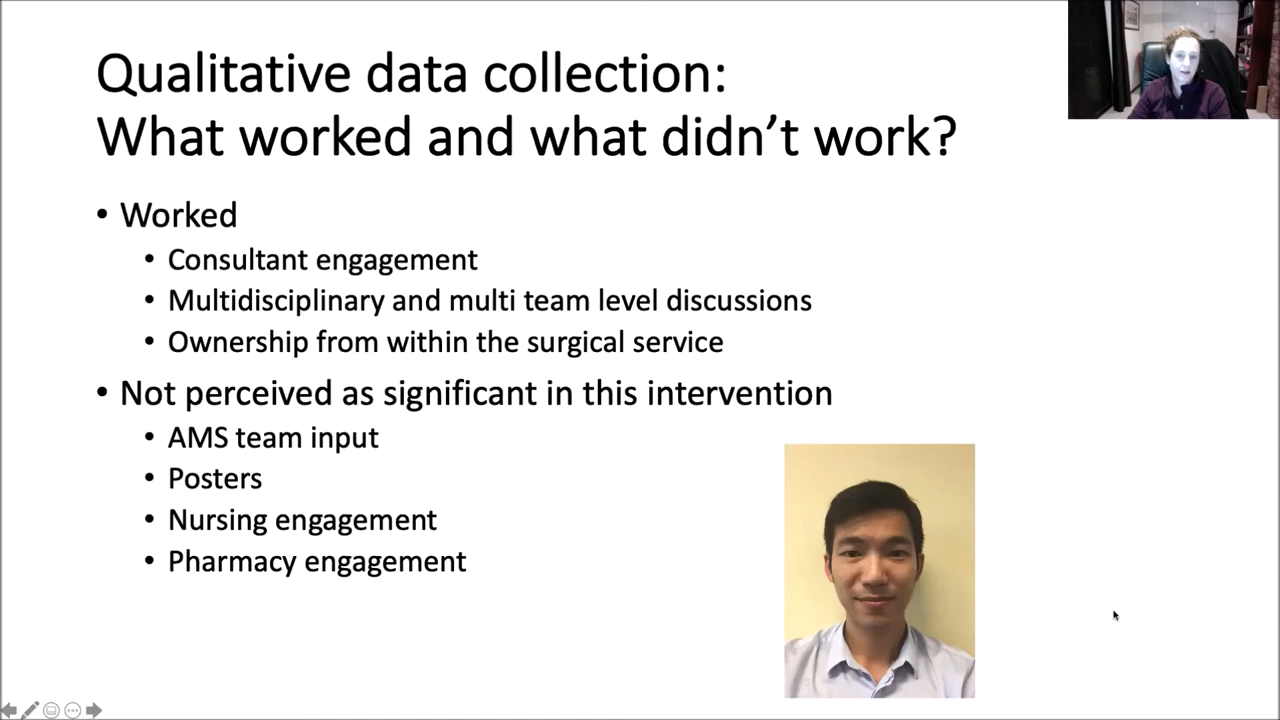 Qualitative data collection:
What worked and what didn’t work?
• Worked
• Consultant engagement
• Multidisciplinary and multi team level discussions
• Ownership from within the surgical service
• Not perceived as significant in this intervention
• AMS team input
• Posters
• Nursing engagement
• Pharmacy engagement